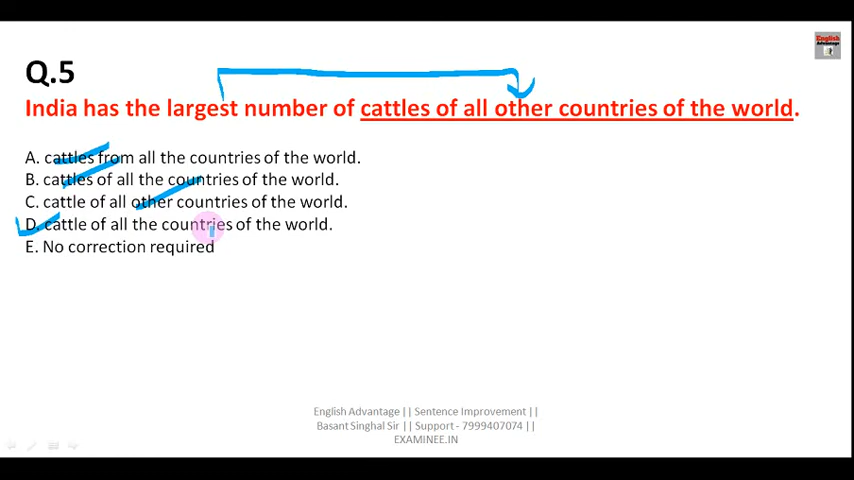 English
Advantage
Q.5
India has the largest number of cattles of all other countries of the world.
A. cattles from all the countries of the world.
B. cattles of all the countries of the world.
C. cattle of all other countries of the world.
D. cattle of all the countries of the world.
E. No correction required
English Advantage || Sentence Improvement ||
Basant Singhal Sir || Support - 7999407074 ||
EXAMINEE.IN